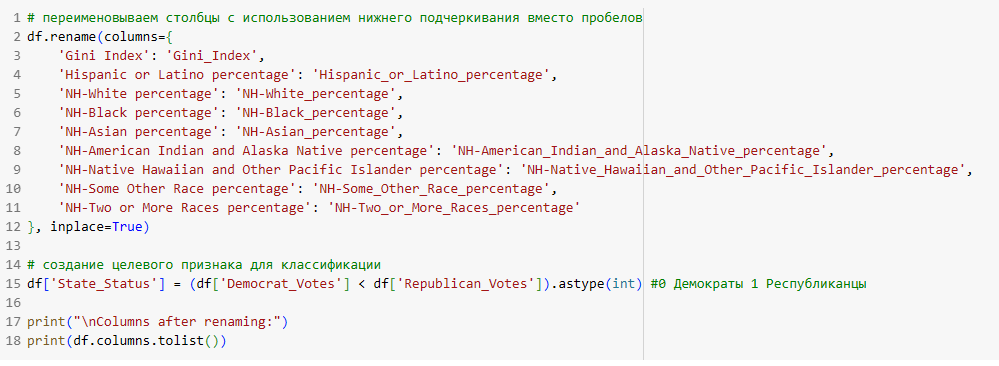 1 # переименовываем столбцы с использованием нижнего подчеркивания вместо пробелов
2 df.rename(columns={
3     'Gini Index': 'Gini_Index',
4     'Hispanic or Latino percentage': 'Hispanic_or_Latino_percentage',
5     'NH-White percentage': 'NH-White_percentage',
6     'NH-Black percentage': 'NH-Black_percentage',
7     'NH-Asian percentage': 'NH-Asian_percentage',
8     'NH-American Indian and Alaska Native percentage': 'NH-American_Indian_and_Alaska_Native_percentage',
9     'NH-Native Hawaiian and Other Pacific Islander percentage': 'NH-Native_Hawaiian_and_Other_Pacific_Islander_percentage',
10     'NH-Some Other Race percentage': 'NH-Some_Other_Race_percentage',
11     'NH-Two or More Races percentage': 'NH-Two_or_More_Races_percentage'
12 }, inplace=True)
13
14 # создание целевого признака для классификации
15 df['State_Status'] = (df['Democrat_Votes'] < df['Republican_Votes']).astype(int) #0 Демократы 1 Республиканцы
16
17 print("\nColumns after renaming:")
18 print(df.columns.tolist())